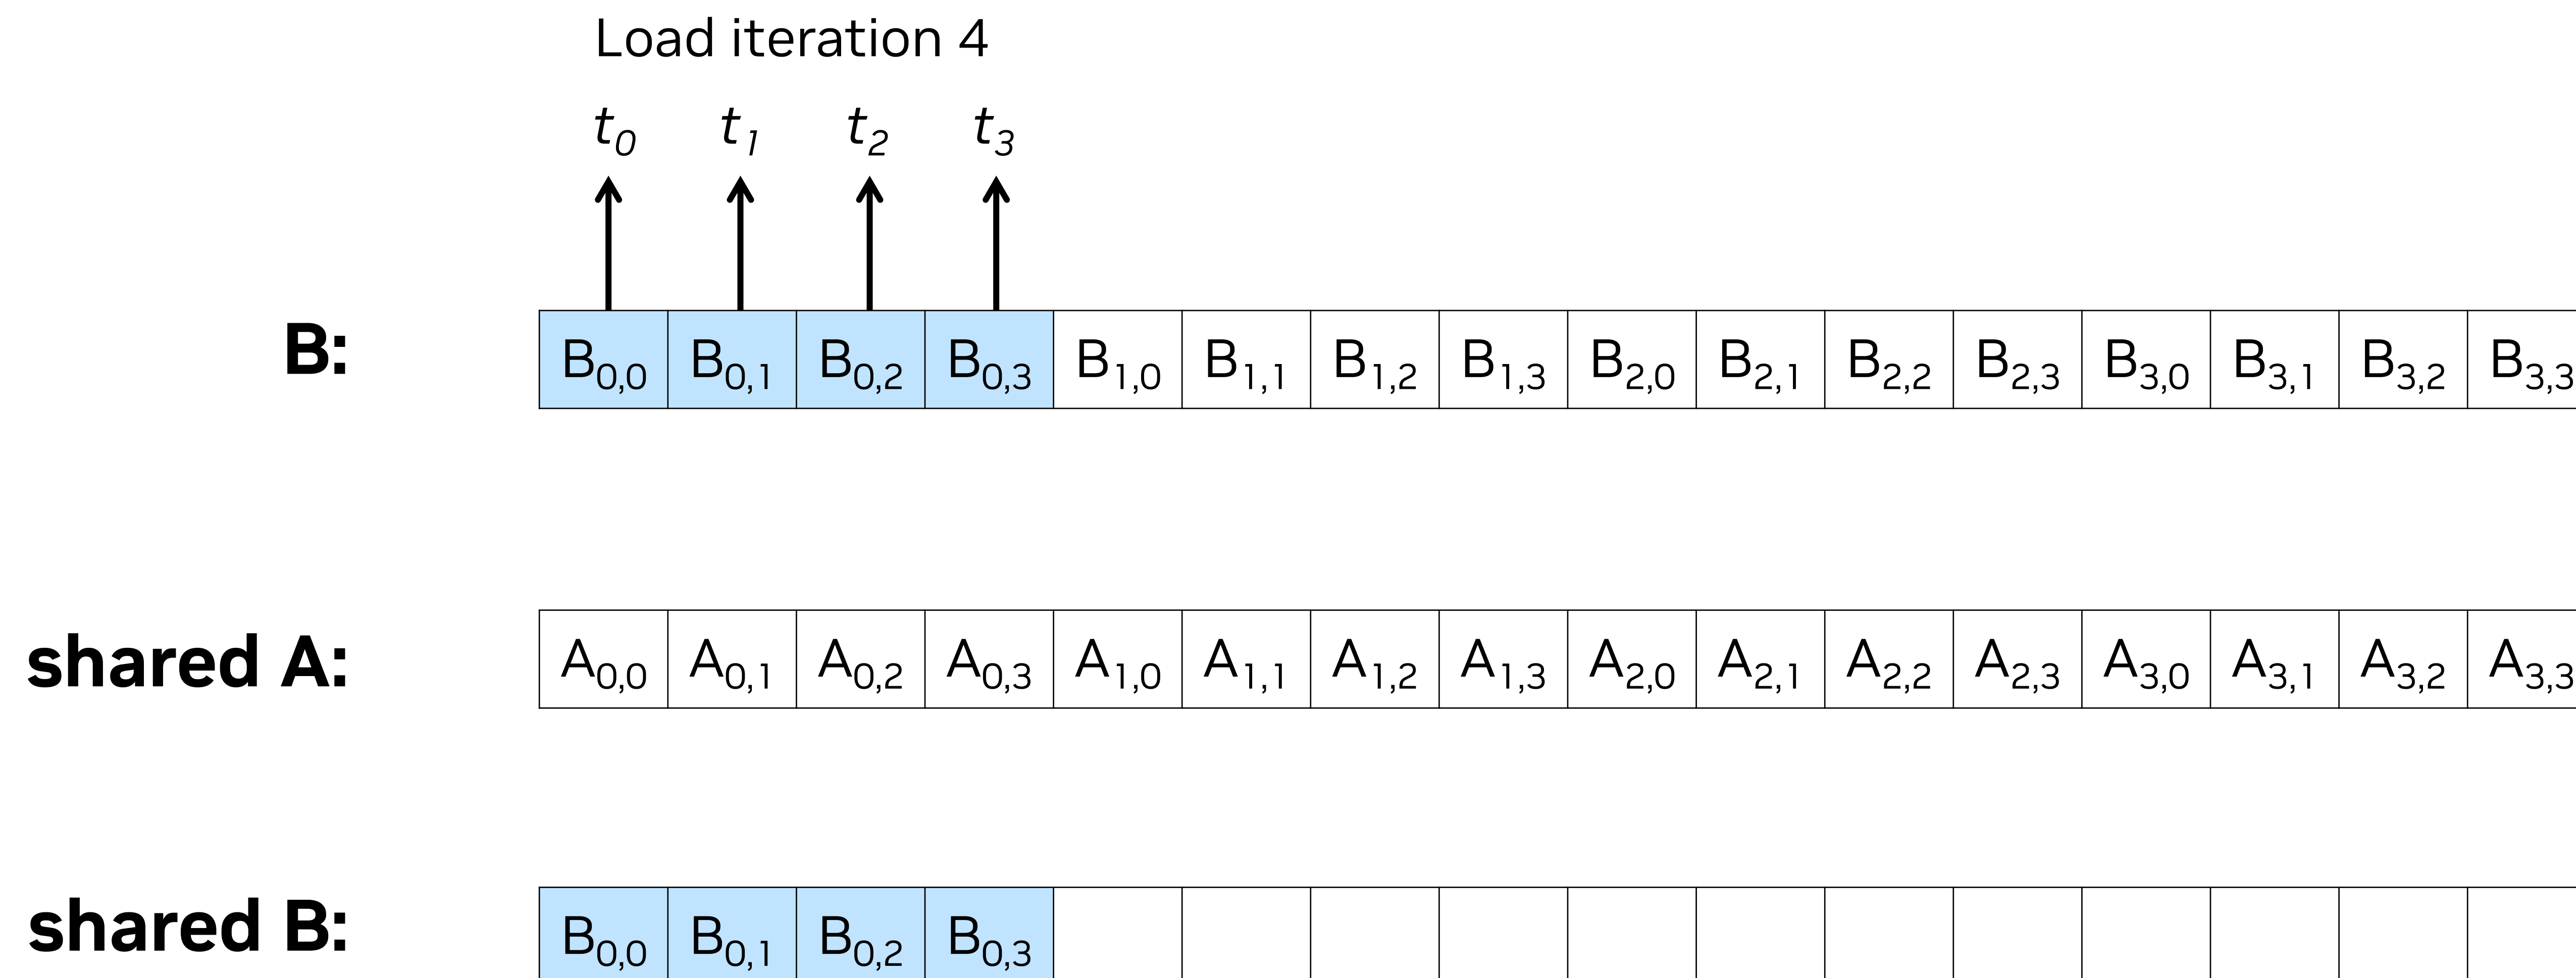 Load iteration 4
t0 t1 t2 t3
B: B0,0 B0,1 B0,2 B0,3 B1,0 B1,1 B1,2 B1,3 B2,0 B2,1 B2,2 B2,3 B3,0 B3,1 B3,2 B3,3
shared A: A0,0 A0,1 A0,2 A0,3 A1,0 A1,1 A1,2 A1,3 A2,0 A2,1 A2,2 A2,3 A3,0 A3,1 A3,2 A3,3
shared B: B0,0 B0,1 B0,2 B0,3